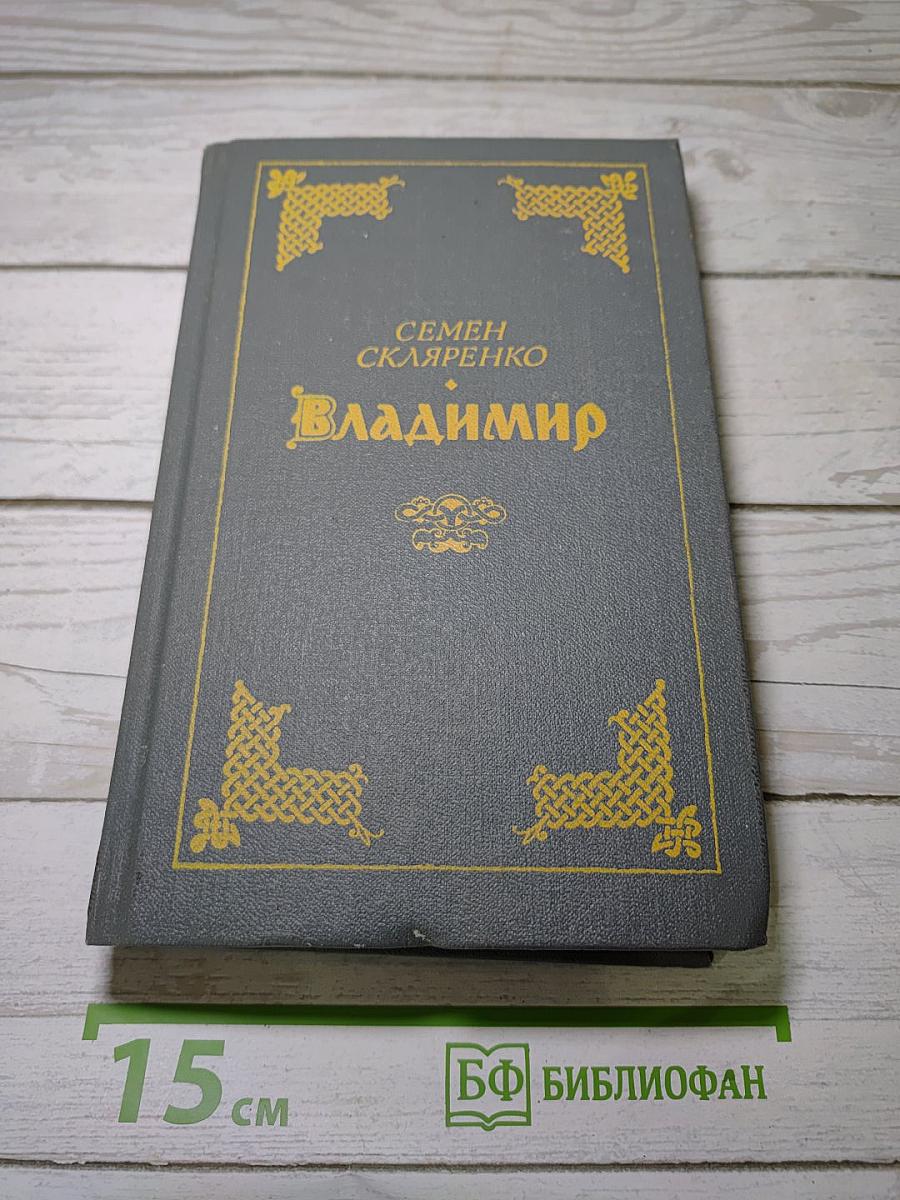 СЕМЕН
СКЛЯРЕНКО
Владимир
15 см
БФ БИБЛИОФАН